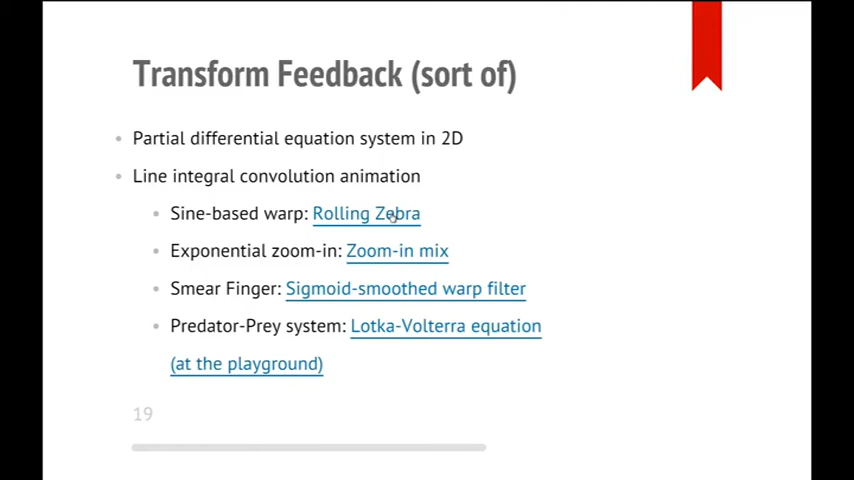 Transform Feedback (sort of)
Partial differential equation system in 2D
Line integral convolution animation
Sine-based warp: Rolling Zebra
Exponential zoom-in: Zoom-in mix
Smear Finger: Sigmoid-smoothed warp filter
Predator-Prey system: Lotka-Volterra equation
(at the playground)
19